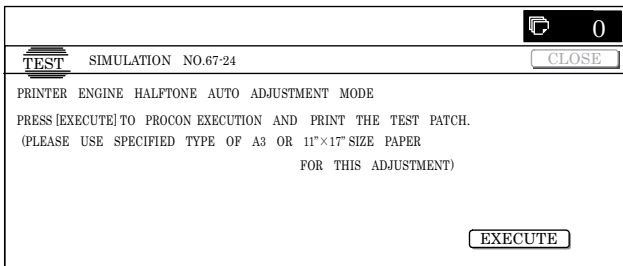 0
TEST SIMULATION NO.67-24 CLOSE
PRINTER ENGINE HALFTONE AUTO ADJUSTMENT MODE
PRESS [EXECUTE] TO PROCON EXECUTION AND PRINT THE TEST PATCH.
(PLEASE USE SPECIFIED TYPE OF A3 OR 11"×17" SIZE PAPER
FOR THIS ADJUSTMENT)
EXECUTE